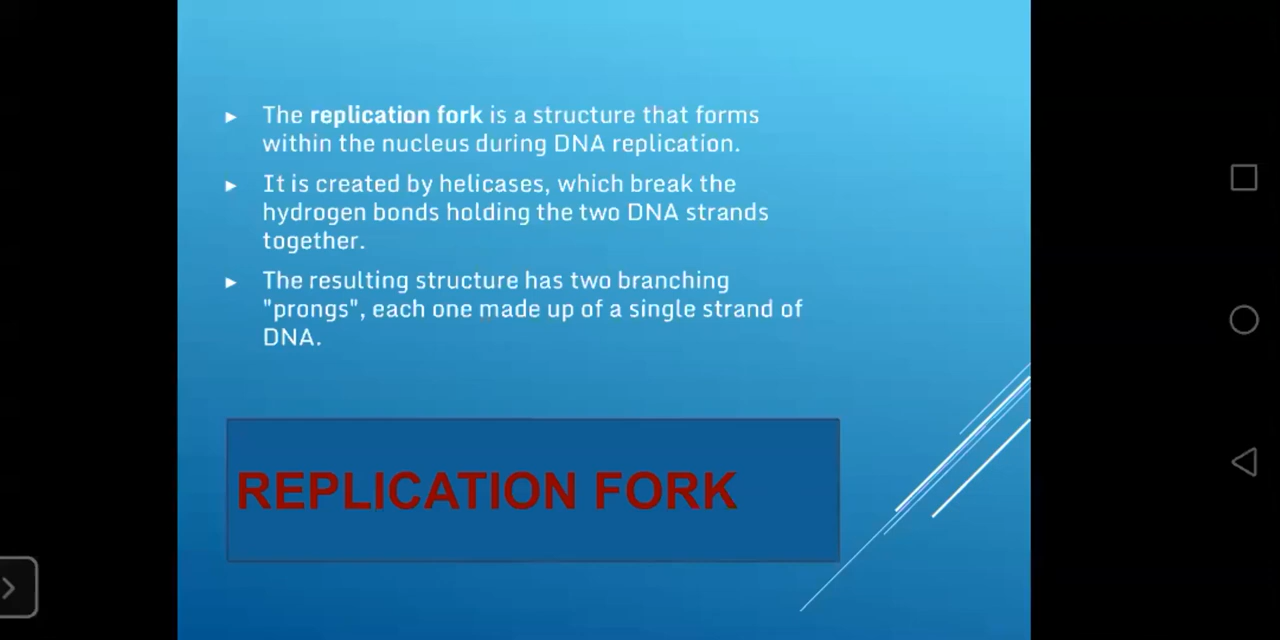 The replication fork is a structure that forms
within the nucleus during DNA replication.
It is created by helicases, which break the
hydrogen bonds holding the two DNA strands
together.
The resulting structure has two branching
"prongs", each one made up of a single strand of
DNA.
REPLICATION FORK